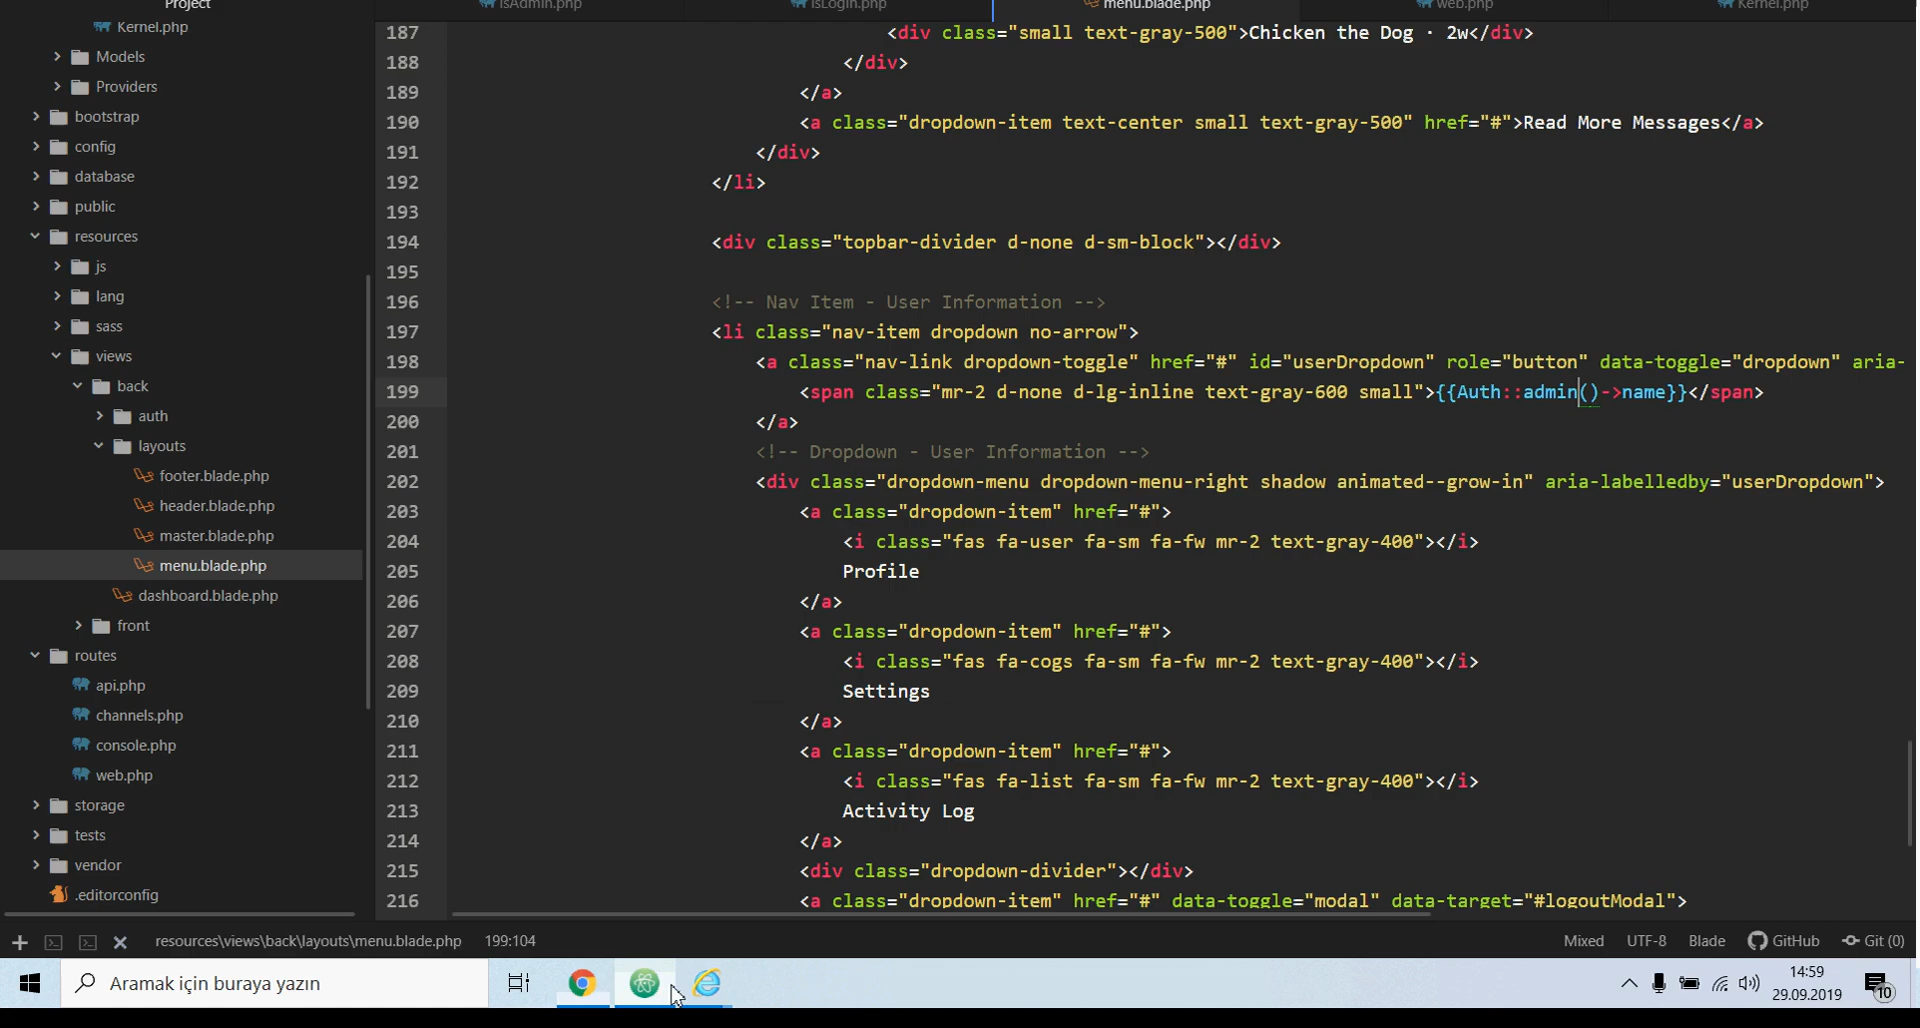 Project
isAdmin.php
isLogin.php
menu.blade.php
web.php
Kernel.php
Kernel.php
Models
Providers
bootstrap
config
database
public
resources
js
lang
sass
views
back
auth
layouts
footer.blade.php
header.blade.php
master.blade.php
menu.blade.php
dashboard.blade.php
front
routes
api.php
channels.php
console.php
web.php
storage
tests
vendor
.editorconfig
187 <div class="small text-gray-500">Chicken the Dog · 2w</div>
188 </div>
189 </a>
190 <a class="dropdown-item text-center small text-gray-500" href="#">Read More Messages</a>
191 </div>
192 </li>
193
194 <div class="topbar-divider d-none d-sm-block"></div>
195
196 <!-- Nav Item - User Information -->
197 <li class="nav-item dropdown no-arrow">
198 <a class="nav-link dropdown-toggle" href="#" id="userDropdown" role="button" data-toggle="dropdown" aria-
199 <span class="mr-2 d-none d-lg-inline text-gray-600 small">{{Auth::admin()->name}}</span>
200 </a>
201 <!-- Dropdown - User Information -->
202 <div class="dropdown-menu dropdown-menu-right shadow animated--grow-in" aria-labelledby="userDropdown">
203 <a class="dropdown-item" href="#">
204 <i class="fas fa-user fa-sm fa-fw mr-2 text-gray-400"></i>
205 Profile
206 </a>
207 <a class="dropdown-item" href="#">
208 <i class="fas fa-cogs fa-sm fa-fw mr-2 text-gray-400"></i>
209 Settings
210 </a>
211 <a class="dropdown-item" href="#">
212 <i class="fas fa-list fa-sm fa-fw mr-2 text-gray-400"></i>
213 Activity Log
214 </a>
215 <div class="dropdown-divider"></div>
216 <a class="dropdown-item" href="#" data-toggle="modal" data-target="#logoutModal">
resources\views\back\layouts\menu.blade.php 199:104
Mixed UTF-8 Blade GitHub Git (0)
Aramak için buraya yazın
14:59
29.09.2019
10